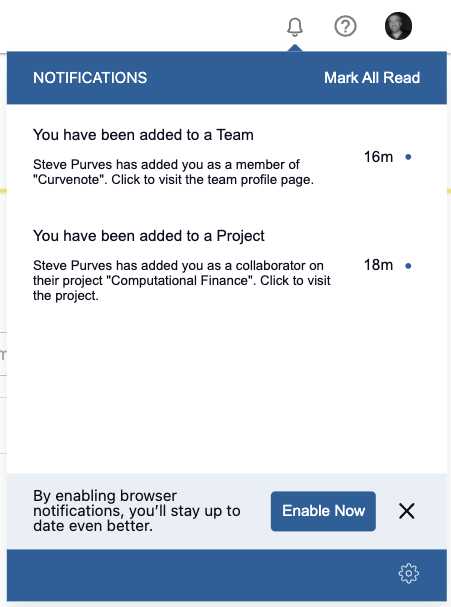 ?
NOTIFICATIONS
Mark All Read
You have been added to a Team
Steve Purves has added you as a member of
"Curvenote". Click to visit the team profile page.
16m
You have been added to a Project
Steve Purves has added you as a collaborator on
their project "Computational Finance". Click to visit
the project.
18m
By enabling browser
notifications, you’ll stay up to
date even better.
Enable Now